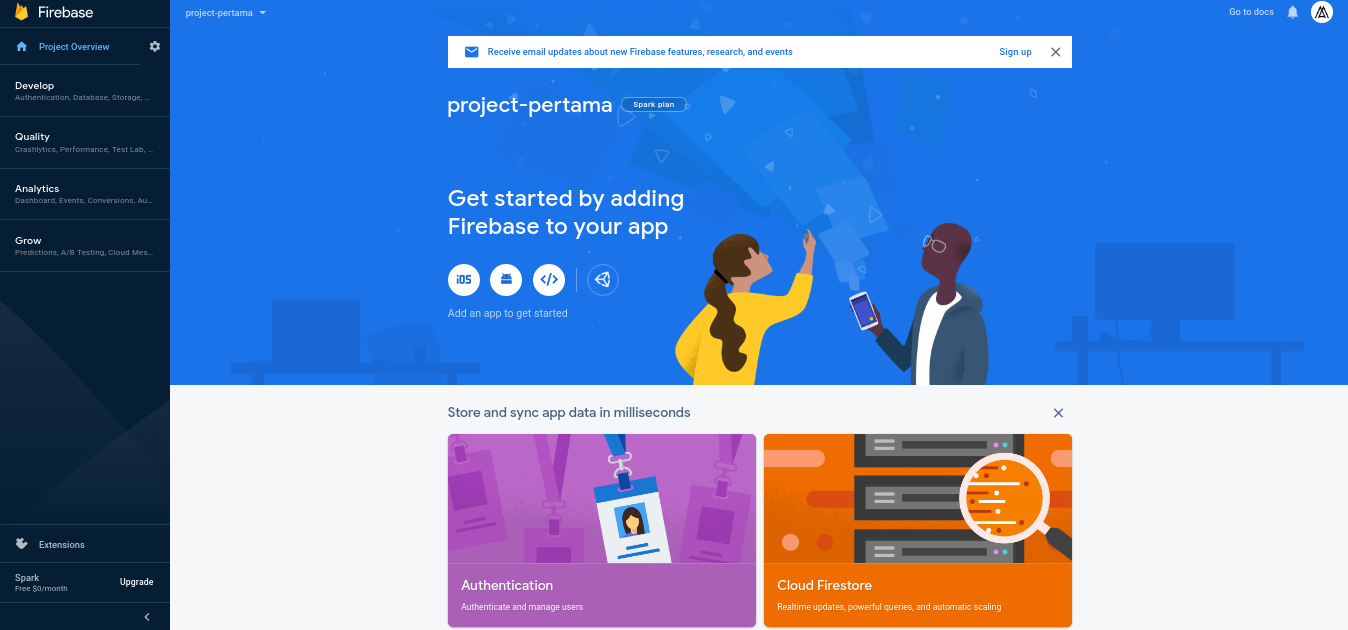 Firebase
project-pertama
Go to docs
Project Overview
Receive email updates about new Firebase features, research, and events
Sign up
Develop
Authentication, Database, Storage, ...
project-pertama
Spark plan
Quality
Crashlytics, Performance, Test Lab, ...
Analytics
Dashboard, Events, Conversions, Au...
Get started by adding
Firebase to your app
Grow
Predictions, A/B Testing, Cloud Mes...
iOS
Add an app to get started
Store and sync app data in milliseconds
Extensions
Spark
Free $0/month
Upgrade
Authentication
Authenticate and manage users
Cloud Firestore
Realtime updates, powerful queries, and automatic scaling